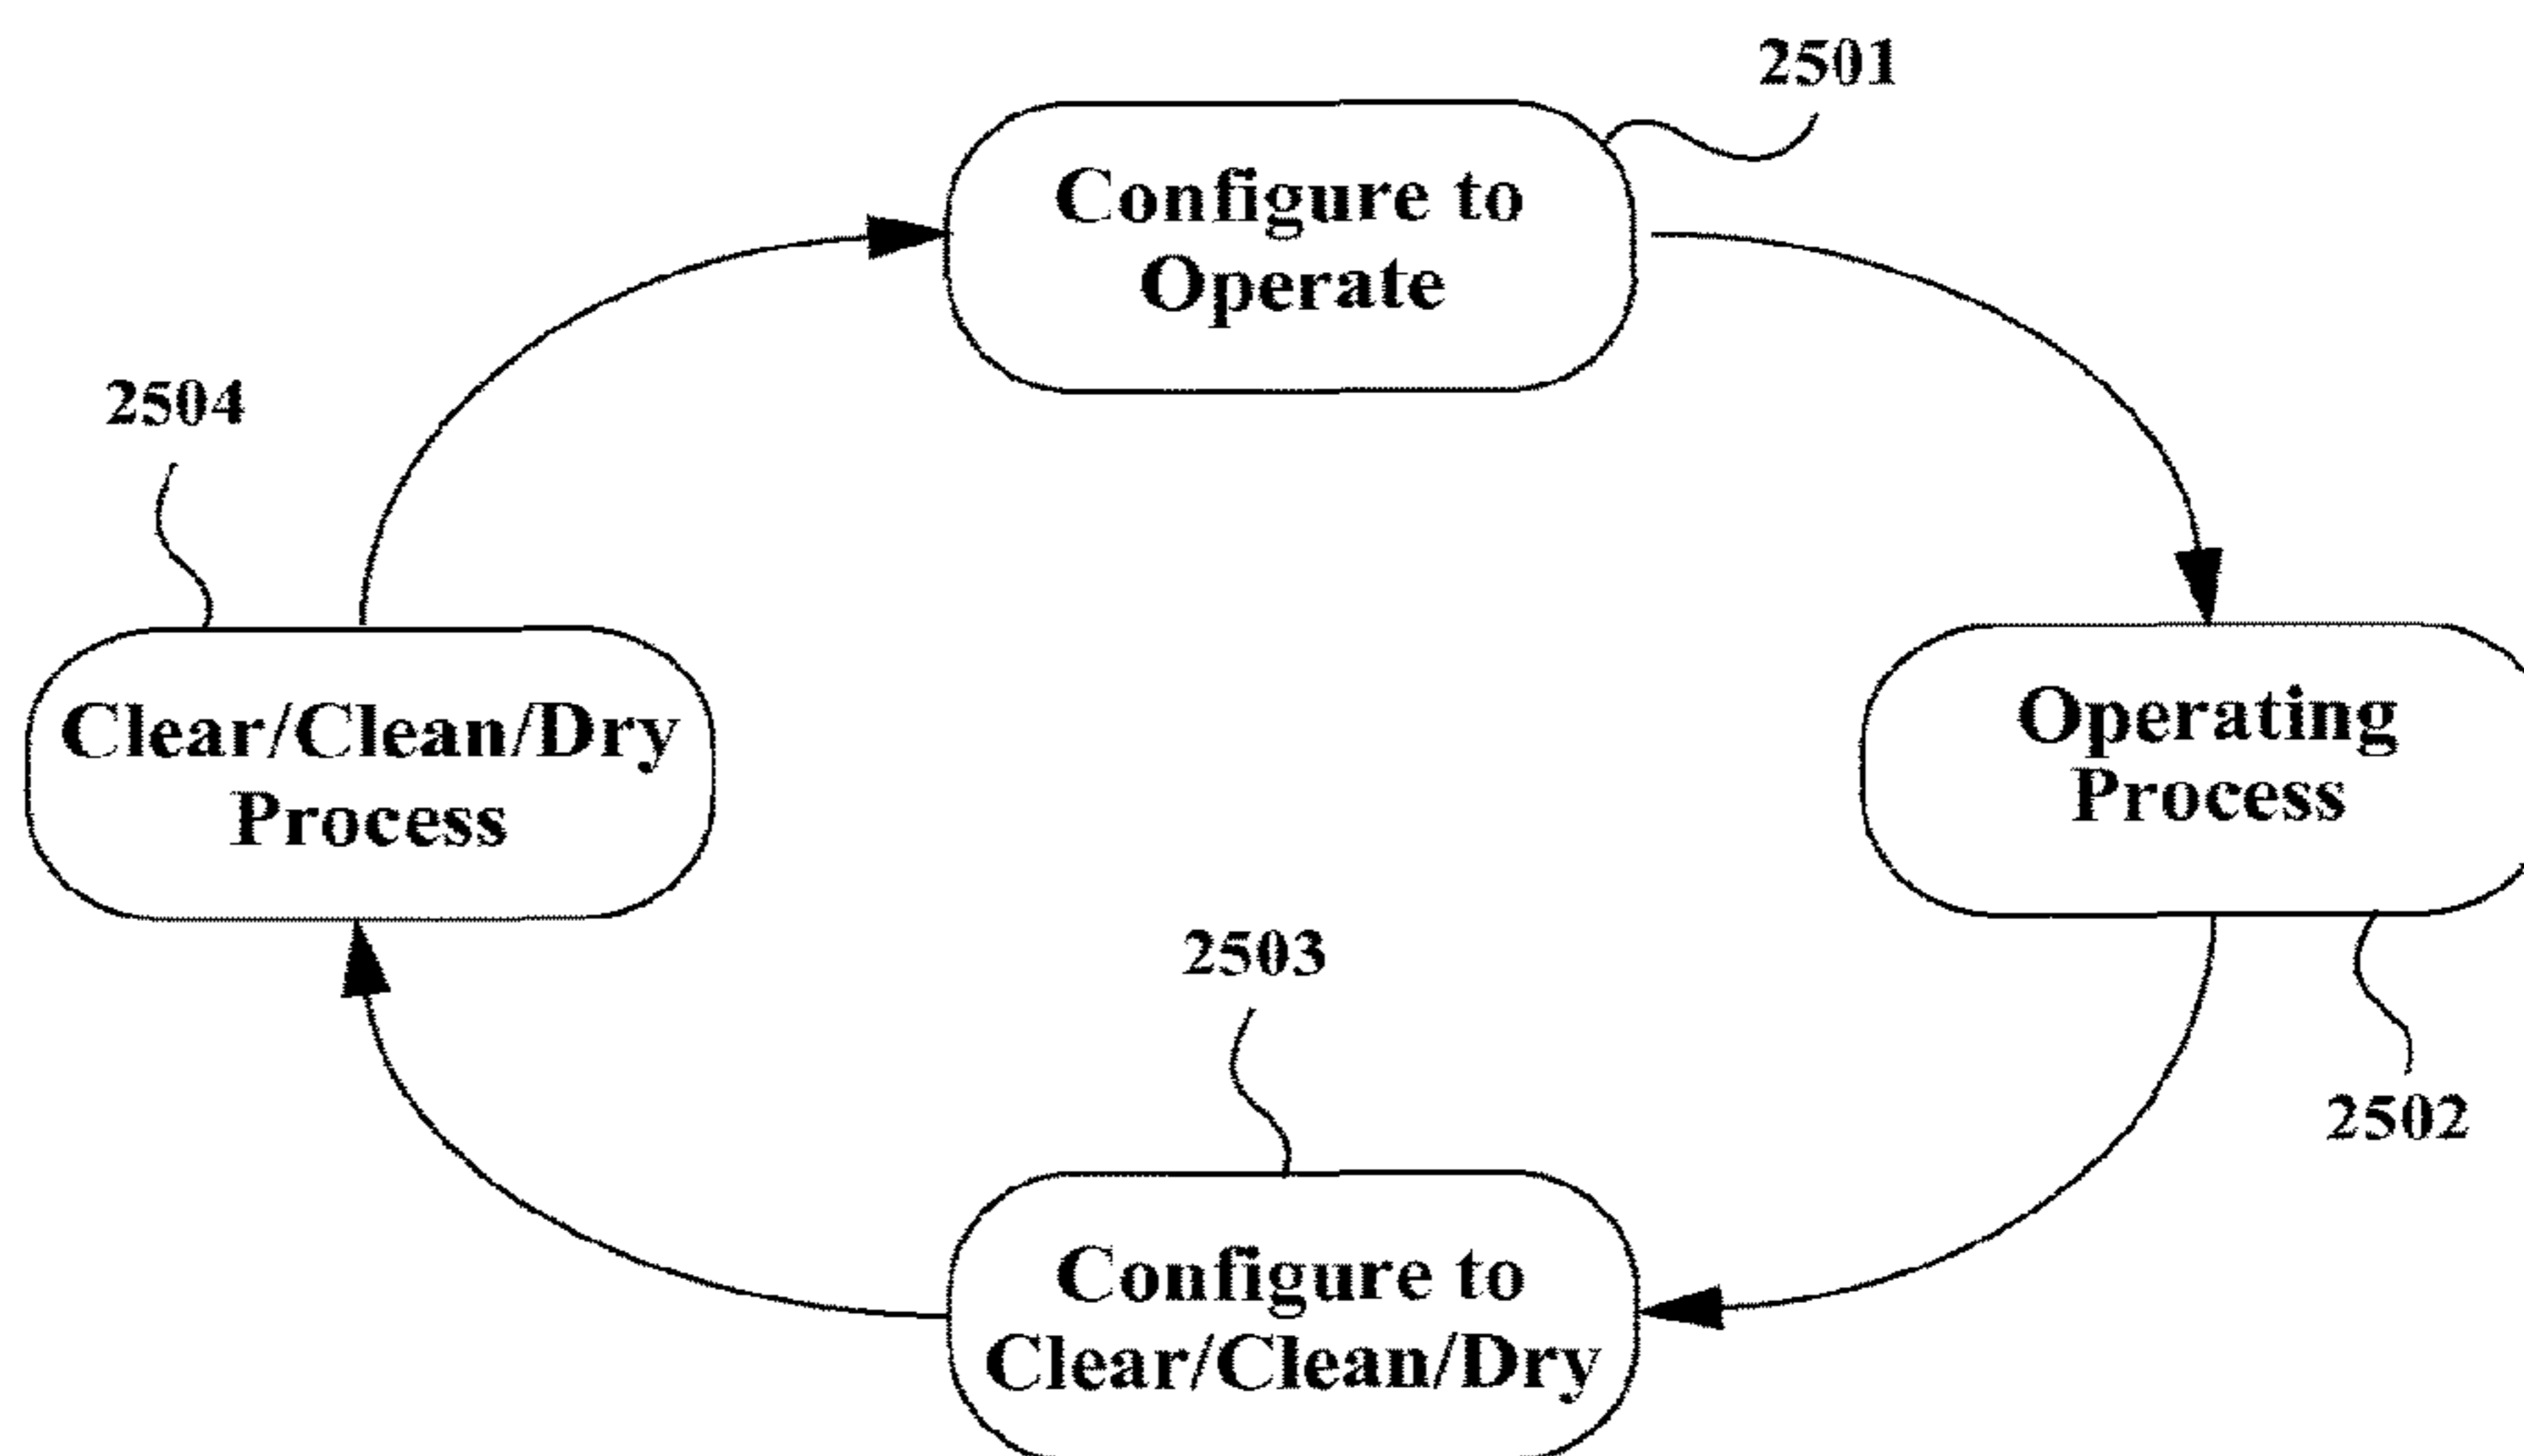 2501
Configure to
Operate
2504
Clear/Clean/Dry
Process
Operating
Process
2503
2502
Configure to
Clear/Clean/Dry